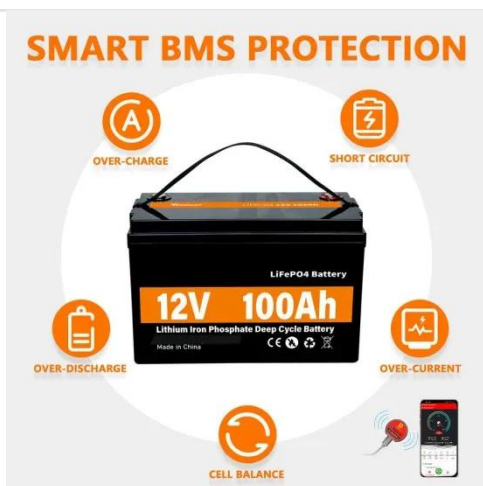 SMART BMS PROTECTION
OVER-CHARGE
SHORT CIRCUIT
LiFePO4 Battery
12V 100Ah
Lithium Iron Phosphate Deep Cycle Battery
Made in China
CE
OVER-DISCHARGE
OVER-CURRENT
CELL BALANCE